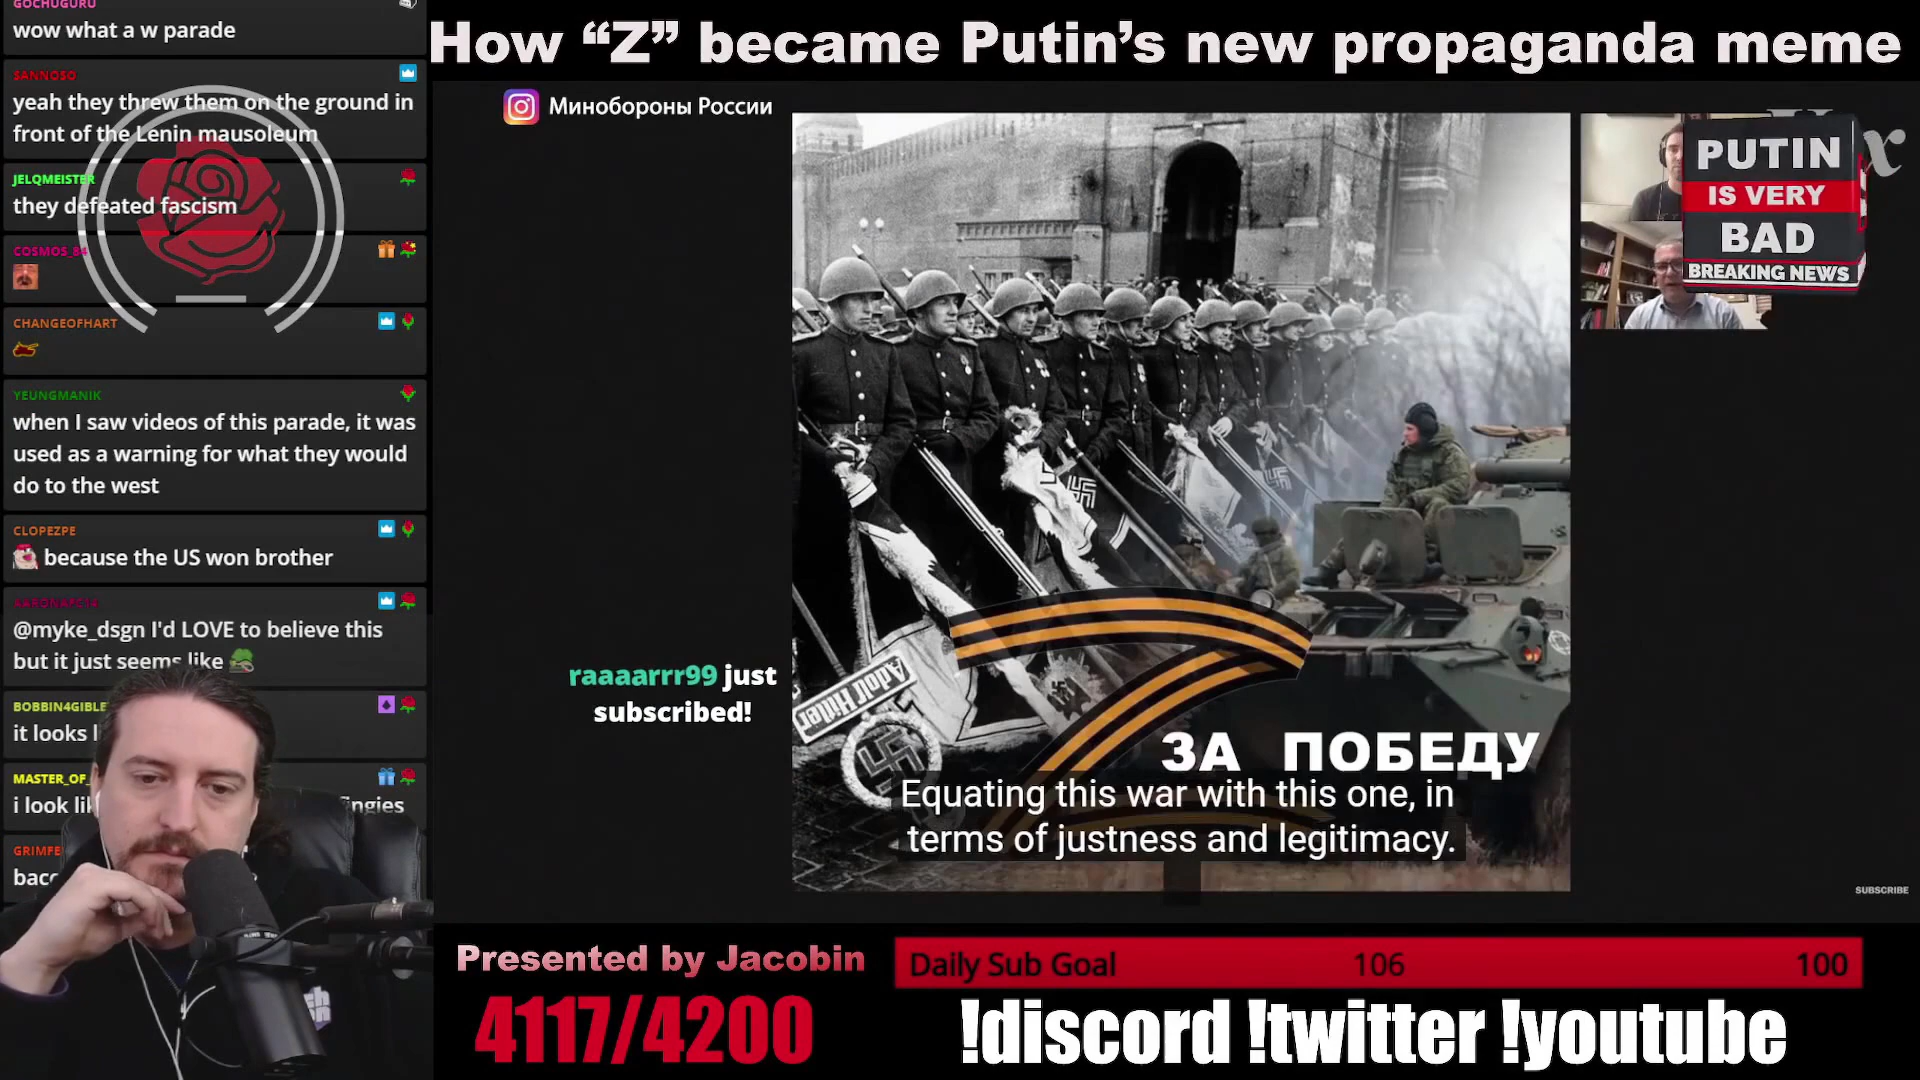 GOCHUGURU
wow what a w parade
SANNOSO
yeah they threw them on the ground in
front of the Lenin mausoleum
JELQMEISTER
they defeated fascism
COSMOS_84
CHANGEOFHART
YEUNGMANIK
when I saw videos of this parade, it was
used as a warning for what they would
do to the west
CLOPEZPE
because the US won brother
@myke_dsgn I'd LOVE to believe this
but it just seems like
BOBBIN4GIBLE
it looks l
MASTER_OF_
i look lik
ingies
GRIMFE
bacc
How “Z” became Putin’s new propaganda meme
Минобороны России
PUTIN
IS VERY
BAD
BREAKING NEWS
x
raaaarrr99 just
subscribed!
Adolf Hitler
ЗА ПОБЕДУ
Equating this war with this one, in
terms of justness and legitimacy.
SUBSCRIBE
Presented by Jacobin
4117/4200
Daily Sub Goal 106 100
!discord !twitter !youtube